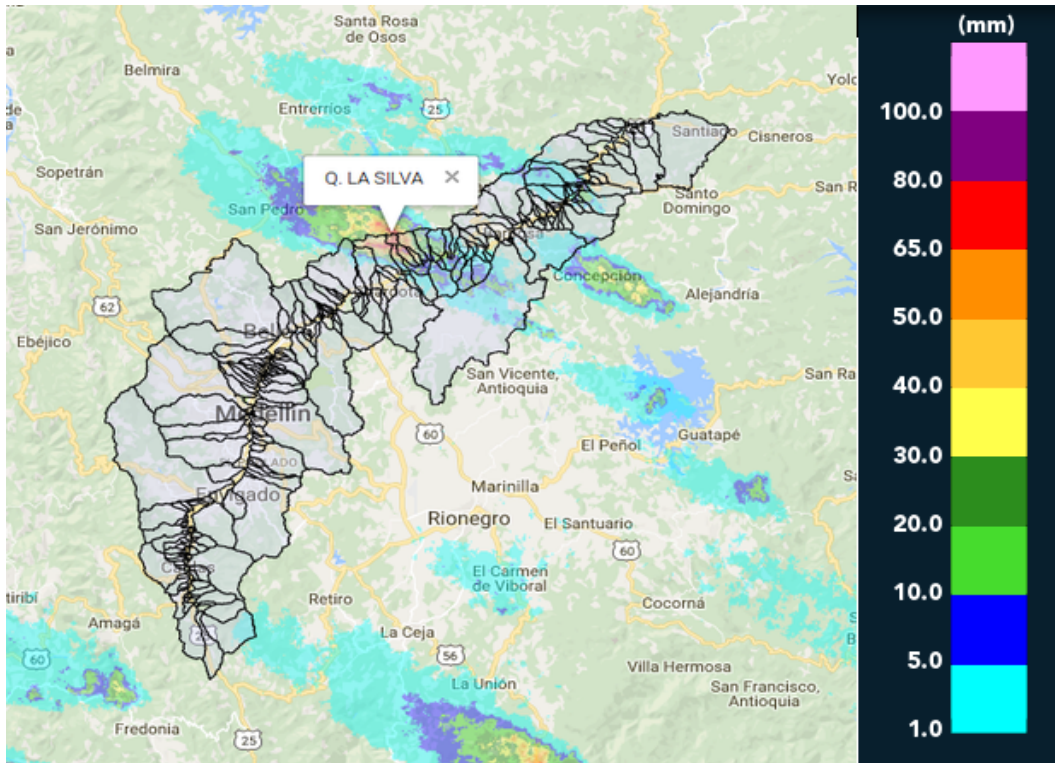 Santa Rosa
de Osos
(mm)
Belmira
Yolo
Entrerríos
25
100.0
Santiago
Cisneros
Sopetrán
Q. LA SILVA ×
80.0
San R
San Pedro
Santo
Domingo
San Jerónimo
65.0
Concepción
Alejandría
62
50.0
Ebéjico
Bell
San Vicente,
Antioquia
San Ra
40.0
Medellín
60
Guatapé
El Peñol
30.0
Envigado
Marinilla
Rionegro
El Santuario
20.0
60
Caldas
El Carmen
de Viboral
10.0
tiribí
Retiro
Cocorná
Amagá
La Ceja
5.0
60
56
Villa Hermosa
La Unión
San Francisco,
Antioquia
Fredonia
25
1.0